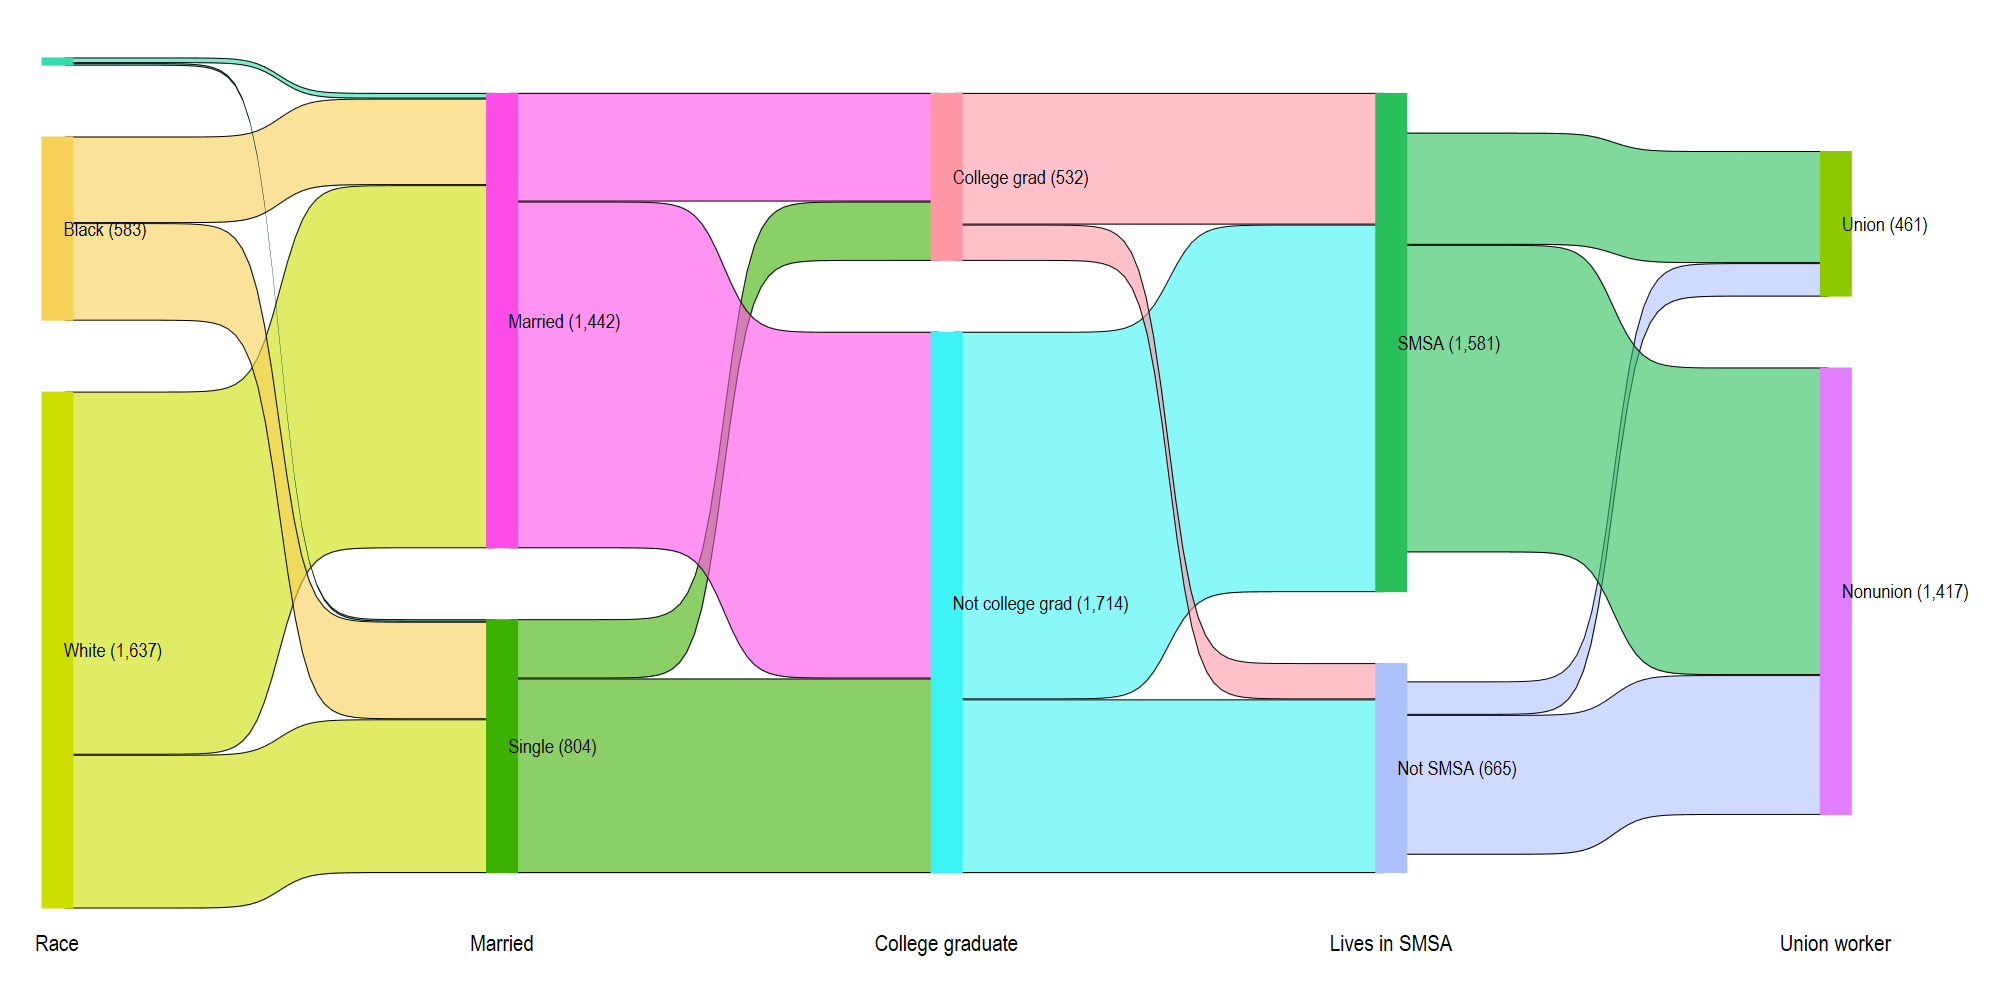 Black (583)
White (1,637)
Married (1,442)
Single (804)
College grad (532)
Not college grad (1,714)
SMSA (1,581)
Not SMSA (665)
Union (461)
Nonunion (1,417)
Race
Married
College graduate
Lives in SMSA
Union worker